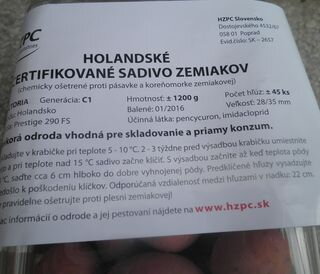 ZPC
HZPC Slovensko
Dostojevského 4532/67
058 01 Poprad
Evid.číslo: SK – 2657
HOLANDSKÉ
ERTIFIKOVANÉ SADIVO ZEMIAKOV
(chemicky ošetrené proti pásavke a koreňomorke zemiakovej)
TORIA Generácia: C1 Hmotnosť: ± 1200 g Počet hľúz: ± 45 ks
Holandsko Balené: 01/2016 Veľkosť: 28/35 mm
Prestige 290 FS Účinná látka: pencycuron, imidacloprid
odroda vhodná pre skladovanie a priamy konzum.
v krabičke pri teplote 5 - 10 °C. 2 - 3 týždne pred výsadbou krabičku umiestnite
a pri teplote nad 15 °C sadivo začne klíčiť. S výsadbou začnite až keď teplota pôdy
°C, saďte cca 6 cm hlboko do dobre vyhnojenej pôdy. Predklíčené hľuzy vysádzajte
došlo k poškodeniu klíčkov. Odporúčaná vzdialenosť medzi hľuzami v riadku: 22 cm.
pravidelne ošetrujte proti plesni zemiakovej!
informácií o odrode a jej pestovaní nájdete na www.hzpc.sk